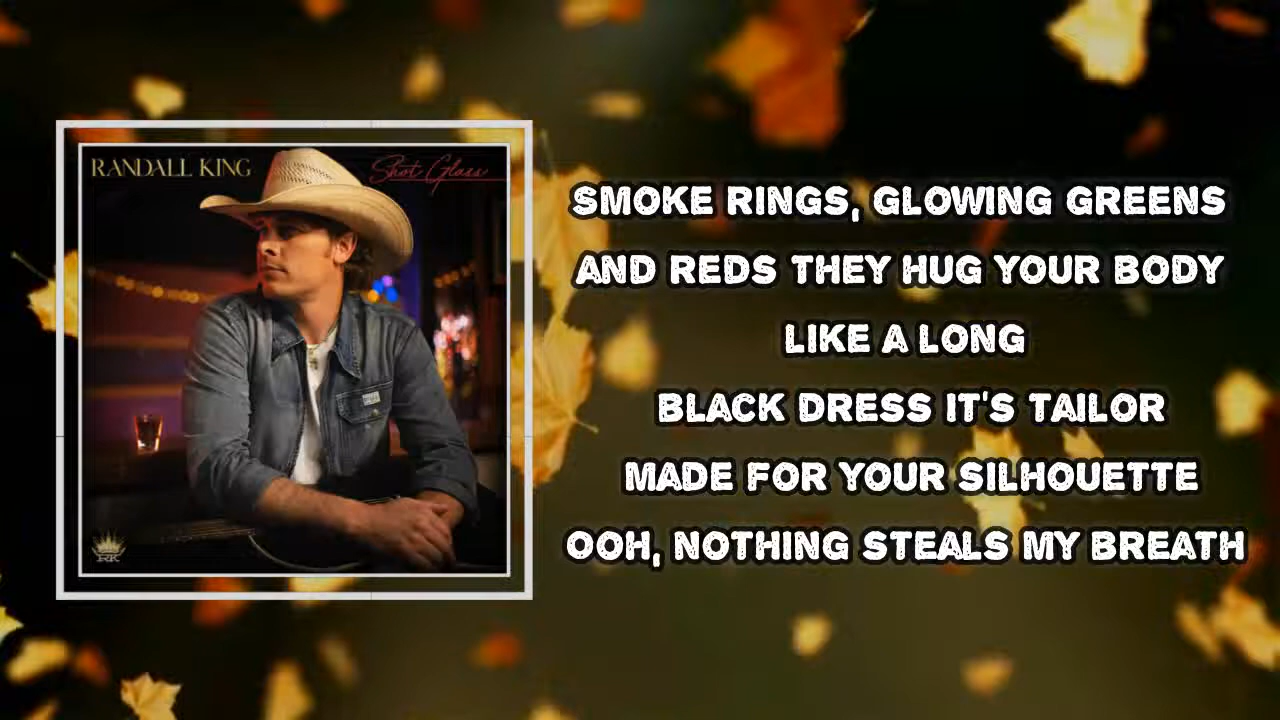 RANDALL KING
Shot Glass
RK
SMOKE RINGS, GLOWING GREENS
AND REDS THEY HUG YOUR BODY
LIKE A LONG
BLACK DRESS IT'S TAILOR
MADE FOR YOUR SILHOUETTE
OOH, NOTHING STEALS MY BREATH